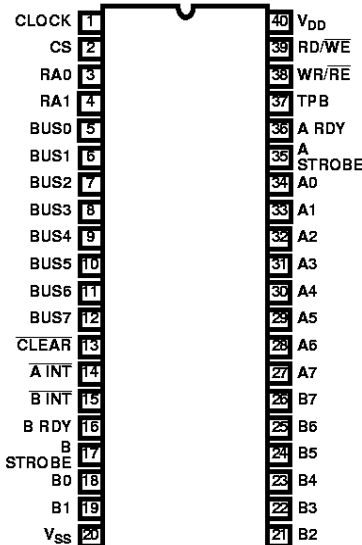 CLOCK 1 40 VDD
CS 2 39 RD/WE
RA0 3 38 WR/RE
RA1 4 37 TPB
BUS0 5 36 A RDY
BUS1 6 35 A STROBE
BUS2 7 34 A0
BUS3 8 33 A1
BUS4 9 32 A2
BUS5 10 31 A3
BUS6 11 30 A4
BUS7 12 29 A5
CLEAR 13 28 A6
A INT 14 27 A7
B INT 15 26 B7
B RDY 16 25 B6
B STROBE 17 24 B5
B0 18 23 B4
B1 19 22 B3
VSS 20 21 B2